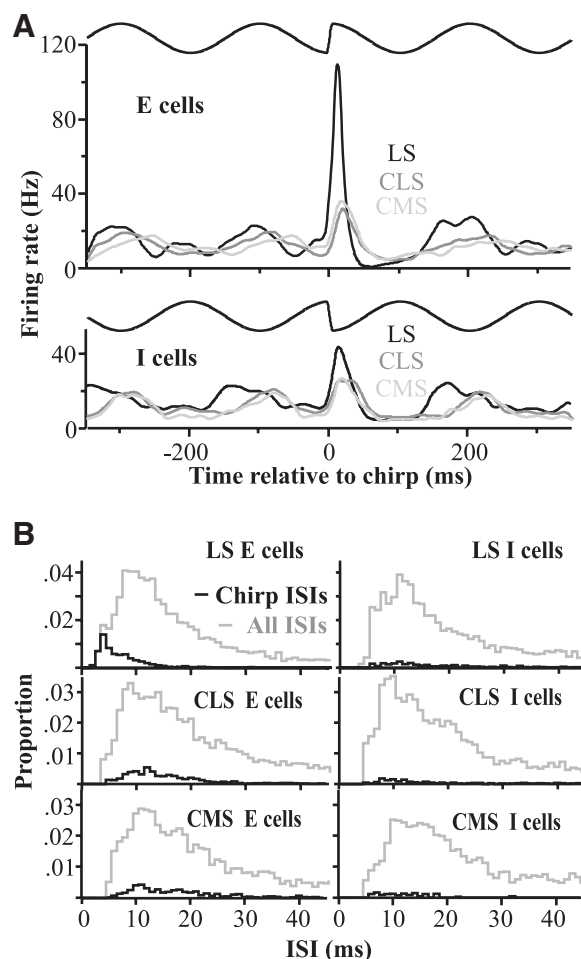 A
120
80
40
0
Firing rate (Hz)
E cells
LS
CLS
CMS
I cells
LS
CLS
CMS
40
0
-200 0 200
Time relative to chirp (ms)
B
LS E cells
LS I cells
.04
.02
Chirp ISIs
All ISIs
CLS E cells
CLS I cells
.03
.02
.01
Proportion
CMS E cells
CMS I cells
.03
.02
.01
0 10 20 30 40
0 10 20 30 40
ISI (ms)